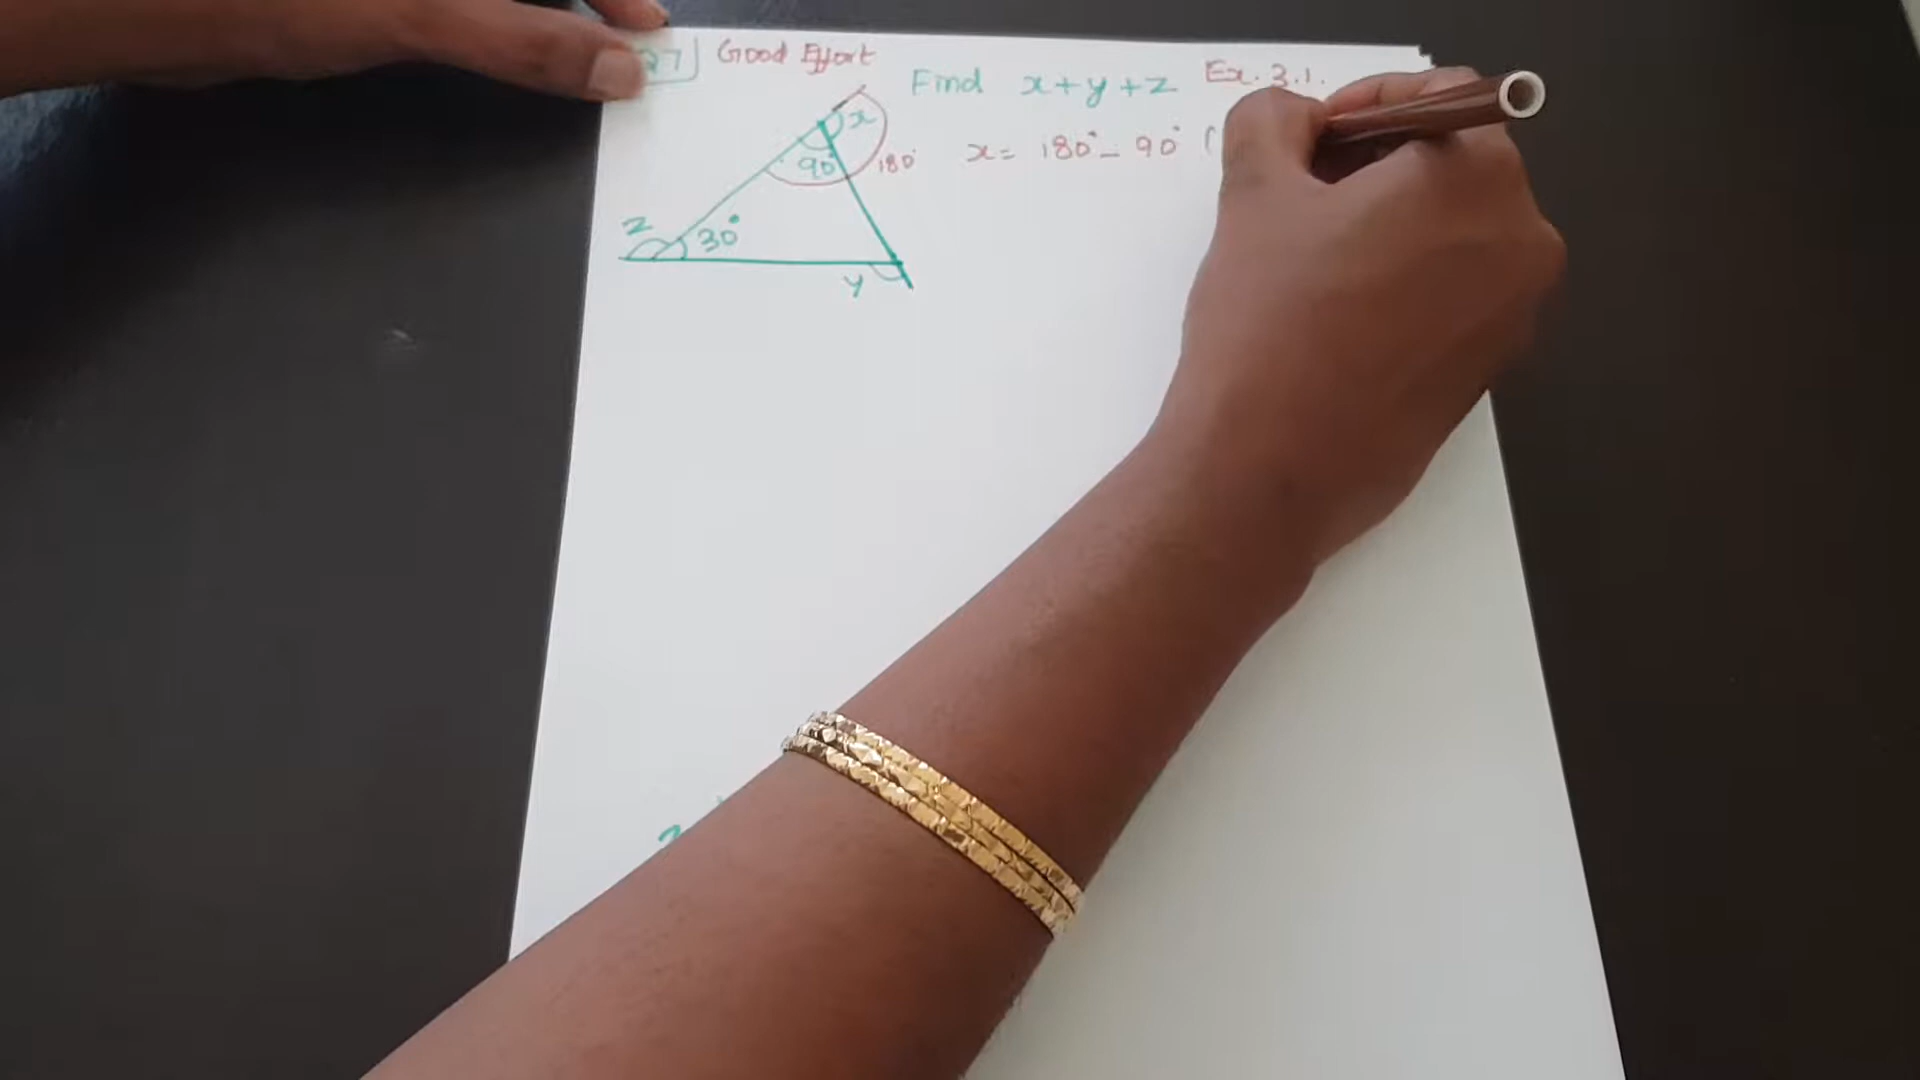 27 Good Effort
Find x+y+z Ex. 3.1.
x
90°
180°
x = 180° - 90° (
z
30°
y